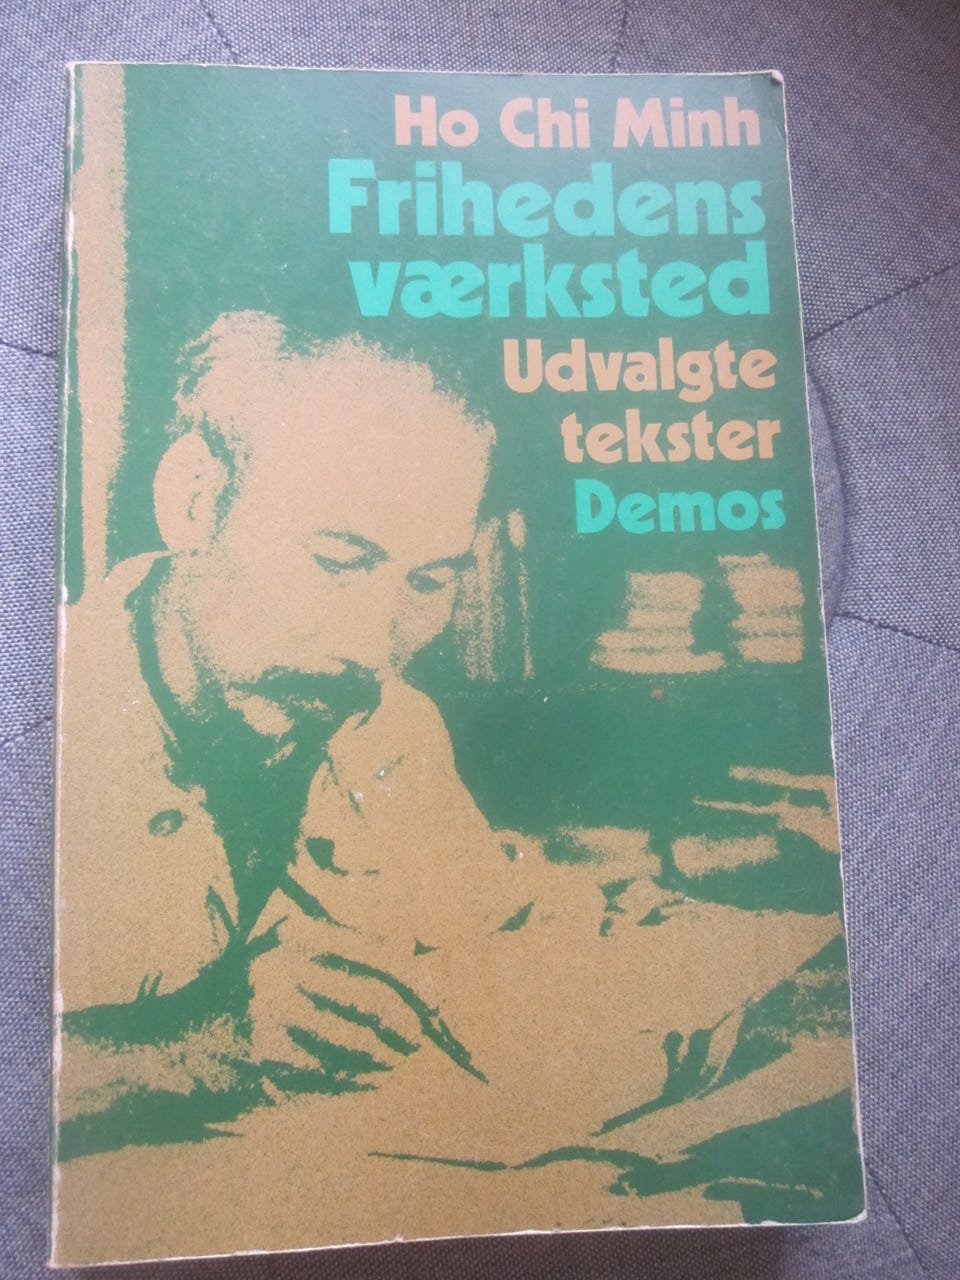 Ho Chi Minh
Frihedens
værksted
Udvalgte
tekster
Demos